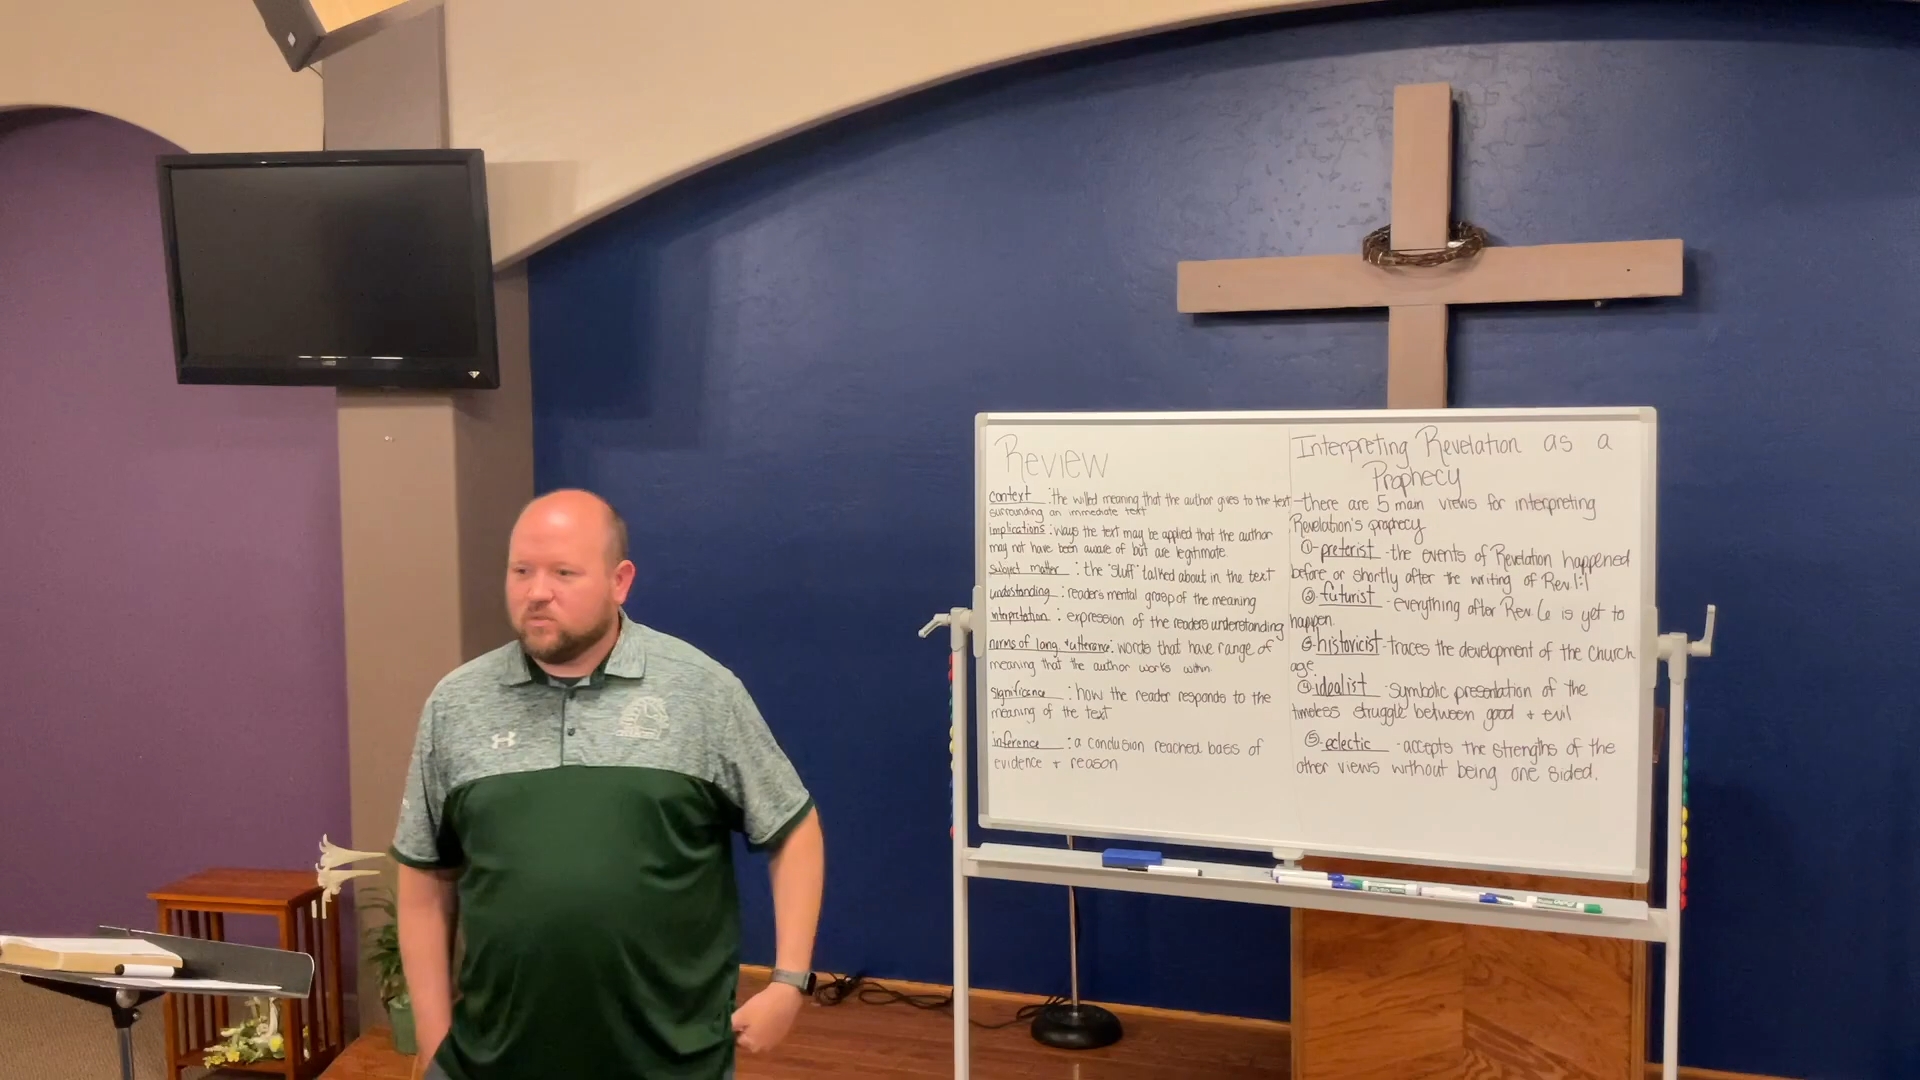 Review
context : the willed meaning that the author gives to the text
surrounding an immediate text
implications : ways the text may be applied that the author
may not have been aware of but are legitimate.
subject matter : the "stuff" talked about in the text
undostanding : readers mental grasp of the meaning
intrpretation : expression of the readers understanding
norms of lang. + utterance : words that have range of
meaning that the author works within
significance : how the reader responds to the
meaning of the text
inference : a conclusion reached baes of
evidence + reason
Interpreting Revelation as a
Prophecy
-there are 5 main views for interpreting
Revelation's prophecy
① preterist - the events of Revelation happened
before or shortly after the writing of Rev. 1:1
② futurist - everything after Rev. 6 is yet to
happen.
③ historicist - traces the development of the church
age
④ idealist - symbolic presentation of the
timeless struggle between good + evil
⑤ eclectic - accepts the strengths of the
other views without being one sided.